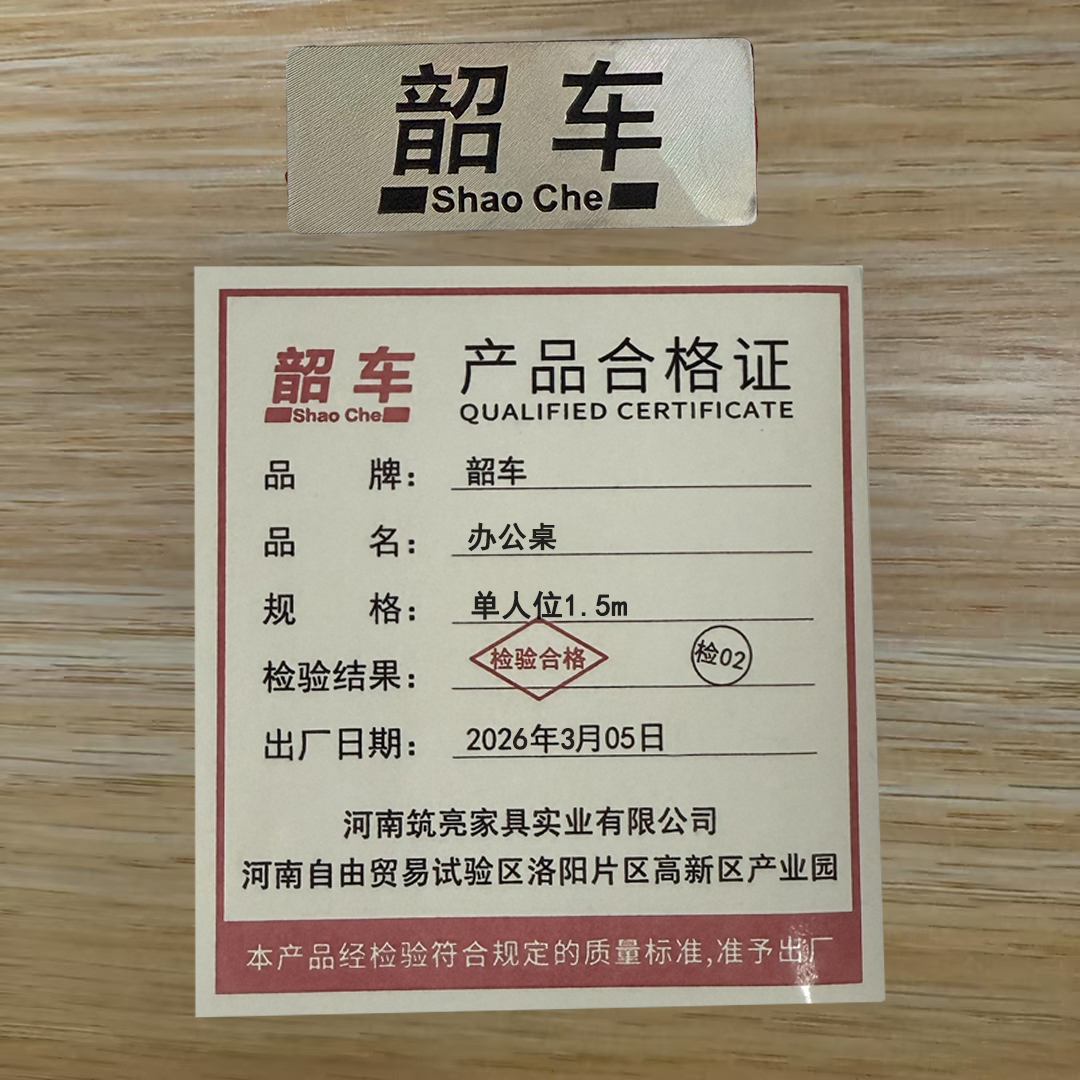 韶车
Shao Che
韶车 产品合格证
Shao Che QUALIFIED CERTIFICATE
品牌： 韶车
品名： 办公桌
规格： 单人位1.5m
检验结果： 检验合格 检02
出厂日期： 2026年3月05日
河南筑亮家具实业有限公司
河南自由贸易试验区洛阳片区高新区产业园
本产品经检验符合规定的质量标准,准予出厂